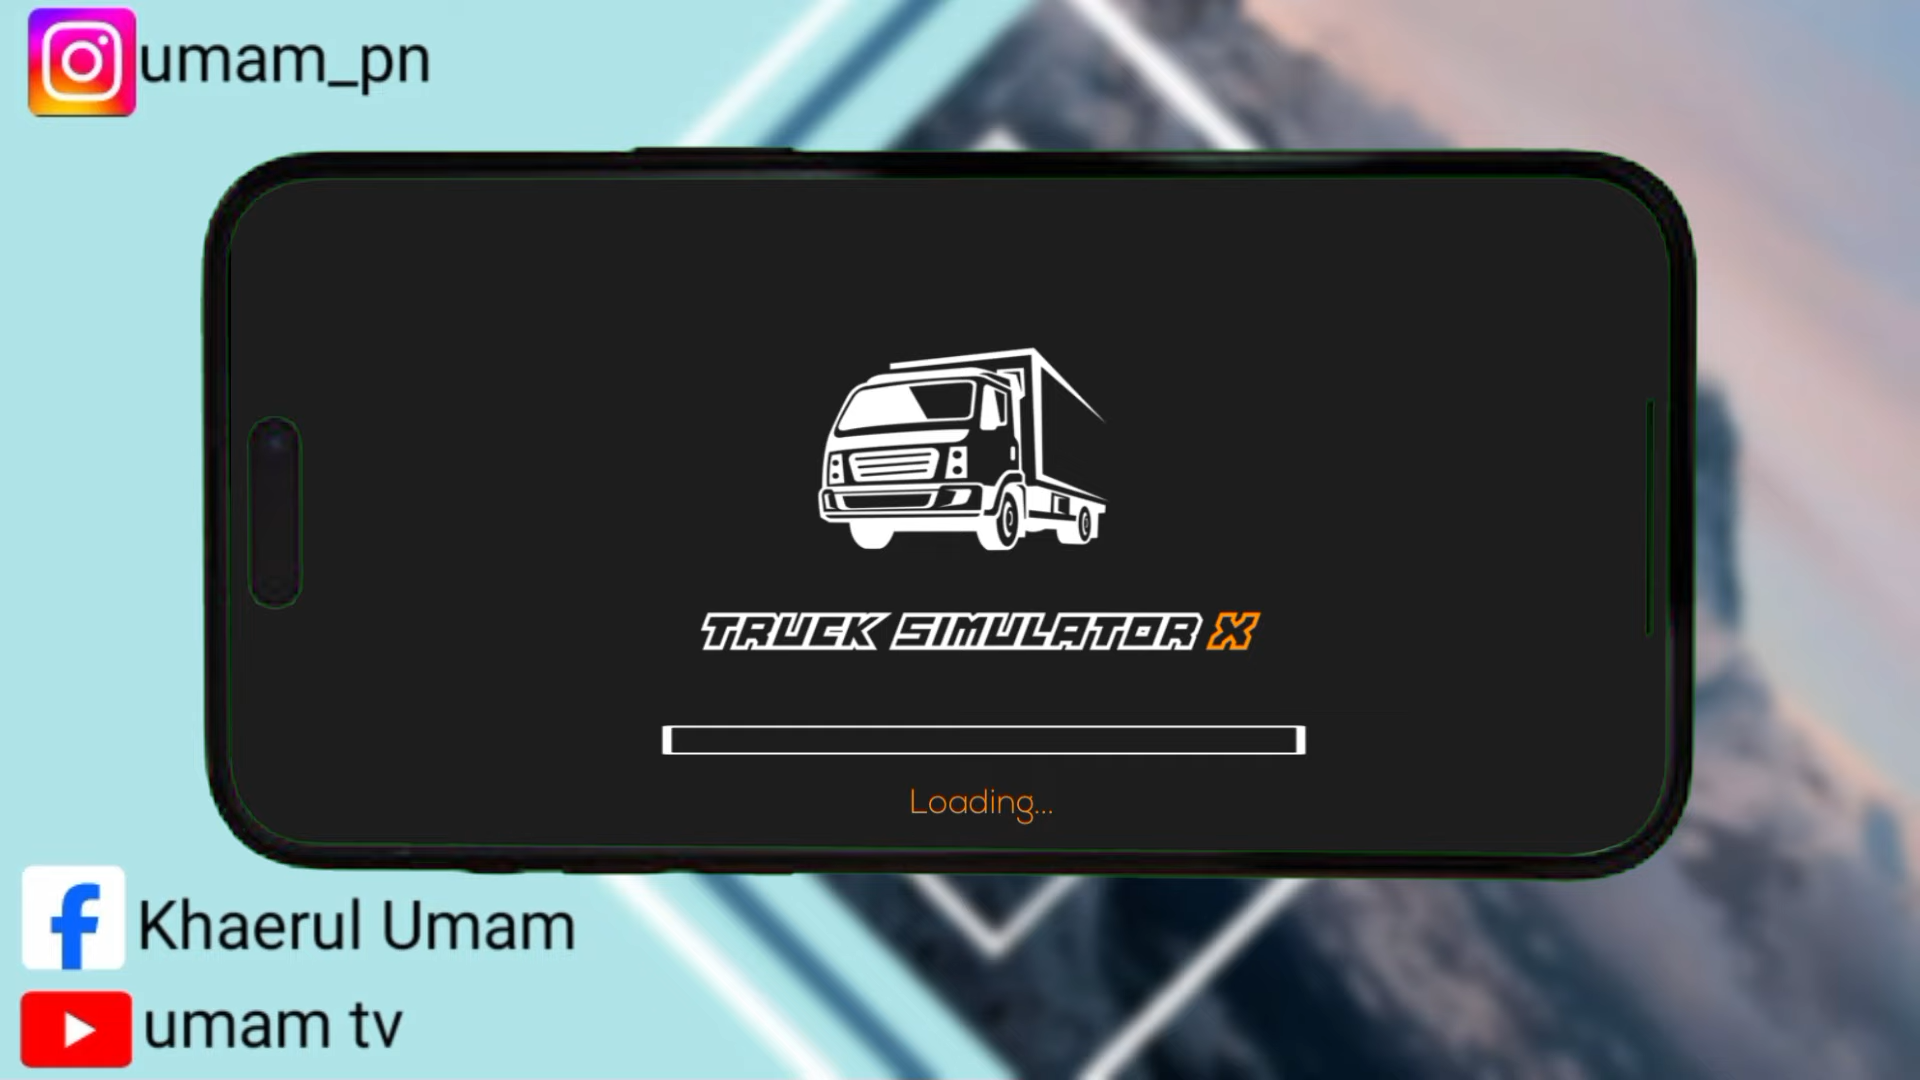 umam_pn
TRUCK SIMULATOR X
Loading...
Khaerul Umam
umam tv